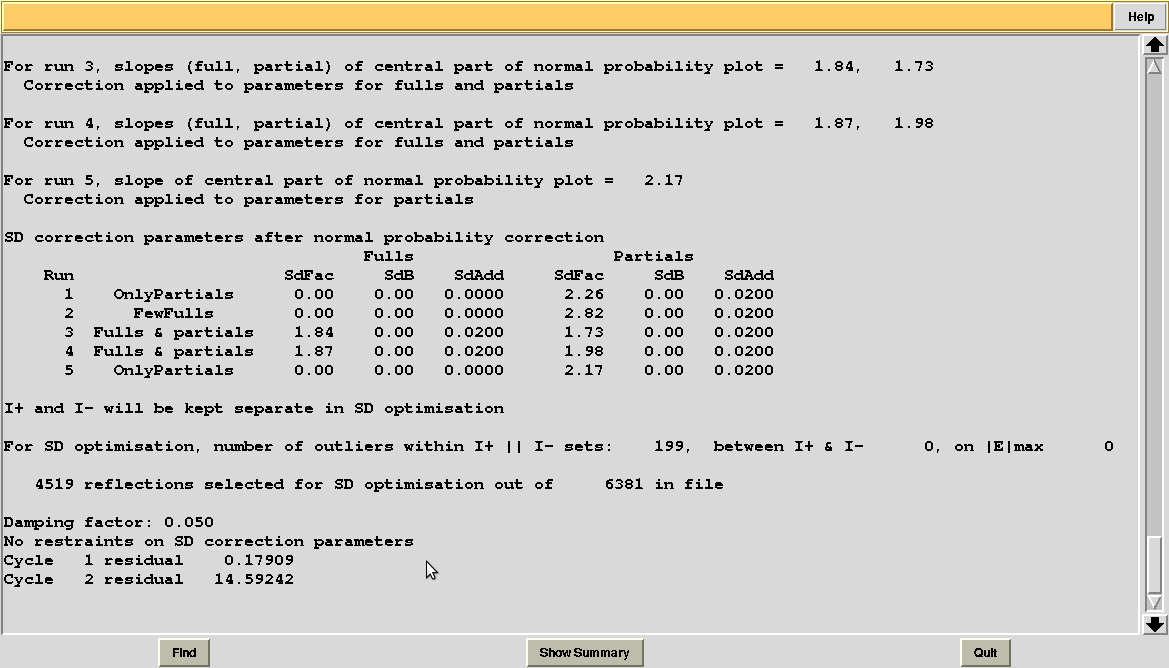 Help
For run 3, slopes (full, partial) of central part of normal probability plot =   1.84,   1.73
  Correction applied to parameters for fulls and partials
For run 4, slopes (full, partial) of central part of normal probability plot =   1.87,   1.98
  Correction applied to parameters for fulls and partials
For run 5, slope of central part of normal probability plot =   2.17
  Correction applied to parameters for partials
SD correction parameters after normal probability correction
Fulls Partials
Run SdFac SdB SdAdd SdFac SdB SdAdd
1 OnlyPartials 0.00 0.00 0.0000 2.26 0.00 0.0200
2 FewFulls 0.00 0.00 0.0000 2.82 0.00 0.0200
3 Fulls & partials 1.84 0.00 0.0200 1.73 0.00 0.0200
4 Fulls & partials 1.87 0.00 0.0200 1.98 0.00 0.0200
5 OnlyPartials 0.00 0.00 0.0000 2.17 0.00 0.0200
I+ and I- will be kept separate in SD optimisation
For SD optimisation, number of outliers within I+ || I- sets:    199,  between I+ & I-      0, on |E|max      0
4519 reflections selected for SD optimisation out of     6381 in file
Damping factor: 0.050
No restraints on SD correction parameters
Cycle   1 residual    0.17909
Cycle   2 residual   14.59242
Find Show Summary Quit